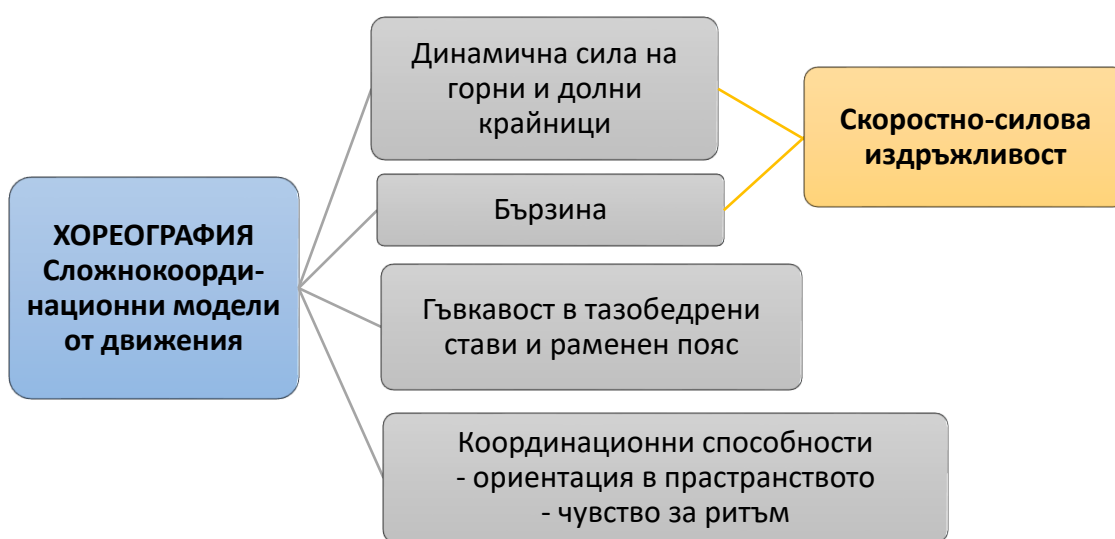 ХОРЕОГРАФИЯ
Сложнокоорди-
национни модели
от движения
Динамична сила на
горни и долни
крайници
Бързина
Гъвкавост в тазобедрени
стави и раменен пояс
Координационни способности
- ориентация в прастранството
- чувство за ритъм
Скоростно-силова
издръжливост